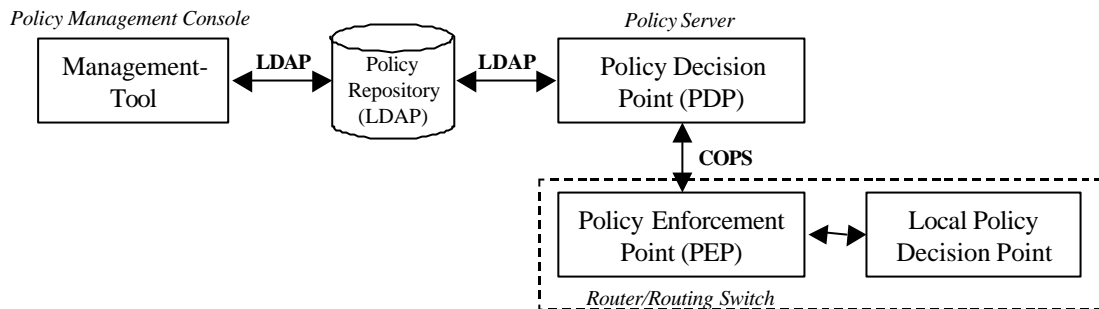 Policy Management Console
Management-
Tool
LDAP
Policy
Repository
(LDAP)
LDAP
Policy Server
Policy Decision
Point (PDP)
COPS
Policy Enforcement
Point (PEP)
Local Policy
Decision Point
Router/Routing Switch